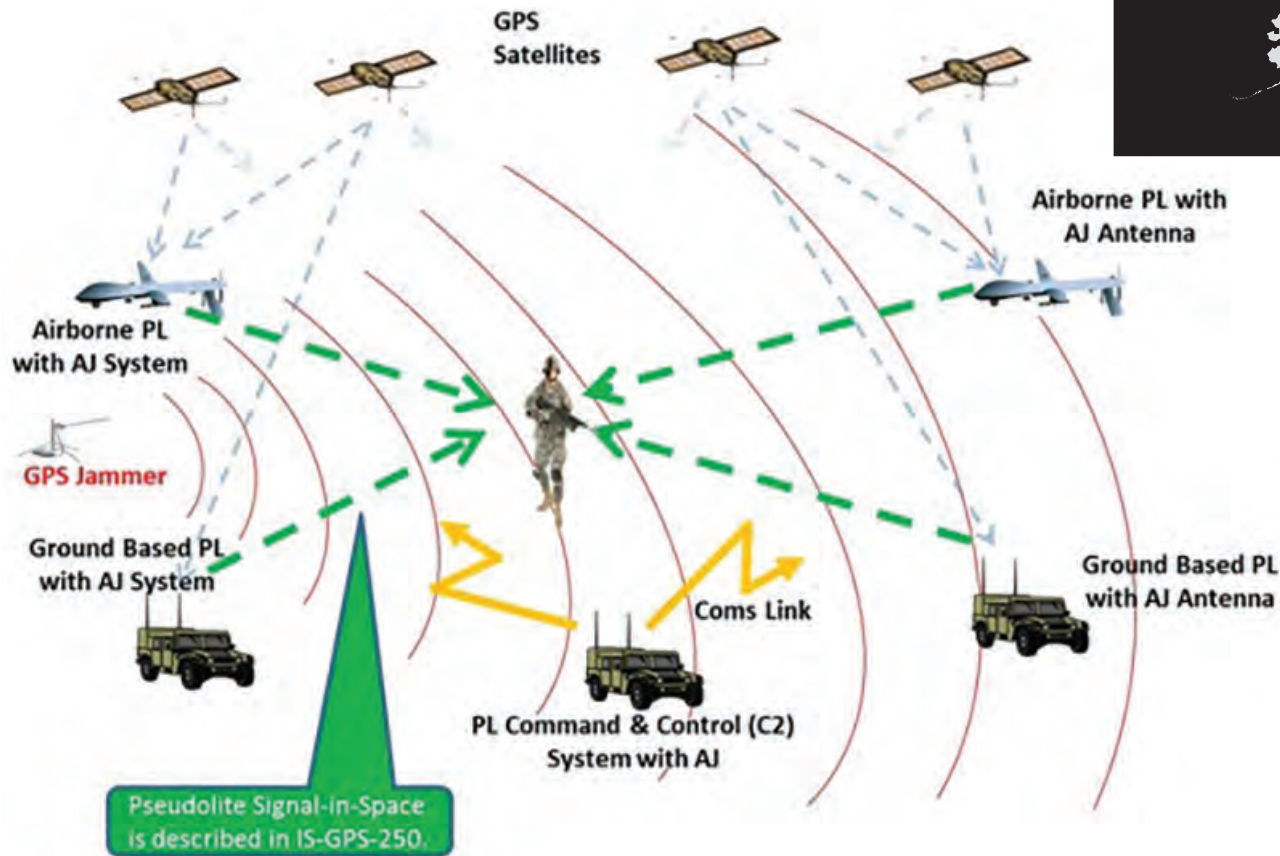 GPS
Satellites
Airborne PL with
AJ Antenna
Airborne PL
with AJ System
GPS Jammer
Ground Based PL
with AJ System
Ground Based PL
with AJ Antenna
Coms Link
PL Command & Control (C2)
System with AJ
Pseudolite Signal-in-Space
is described in IS-GPS-250.